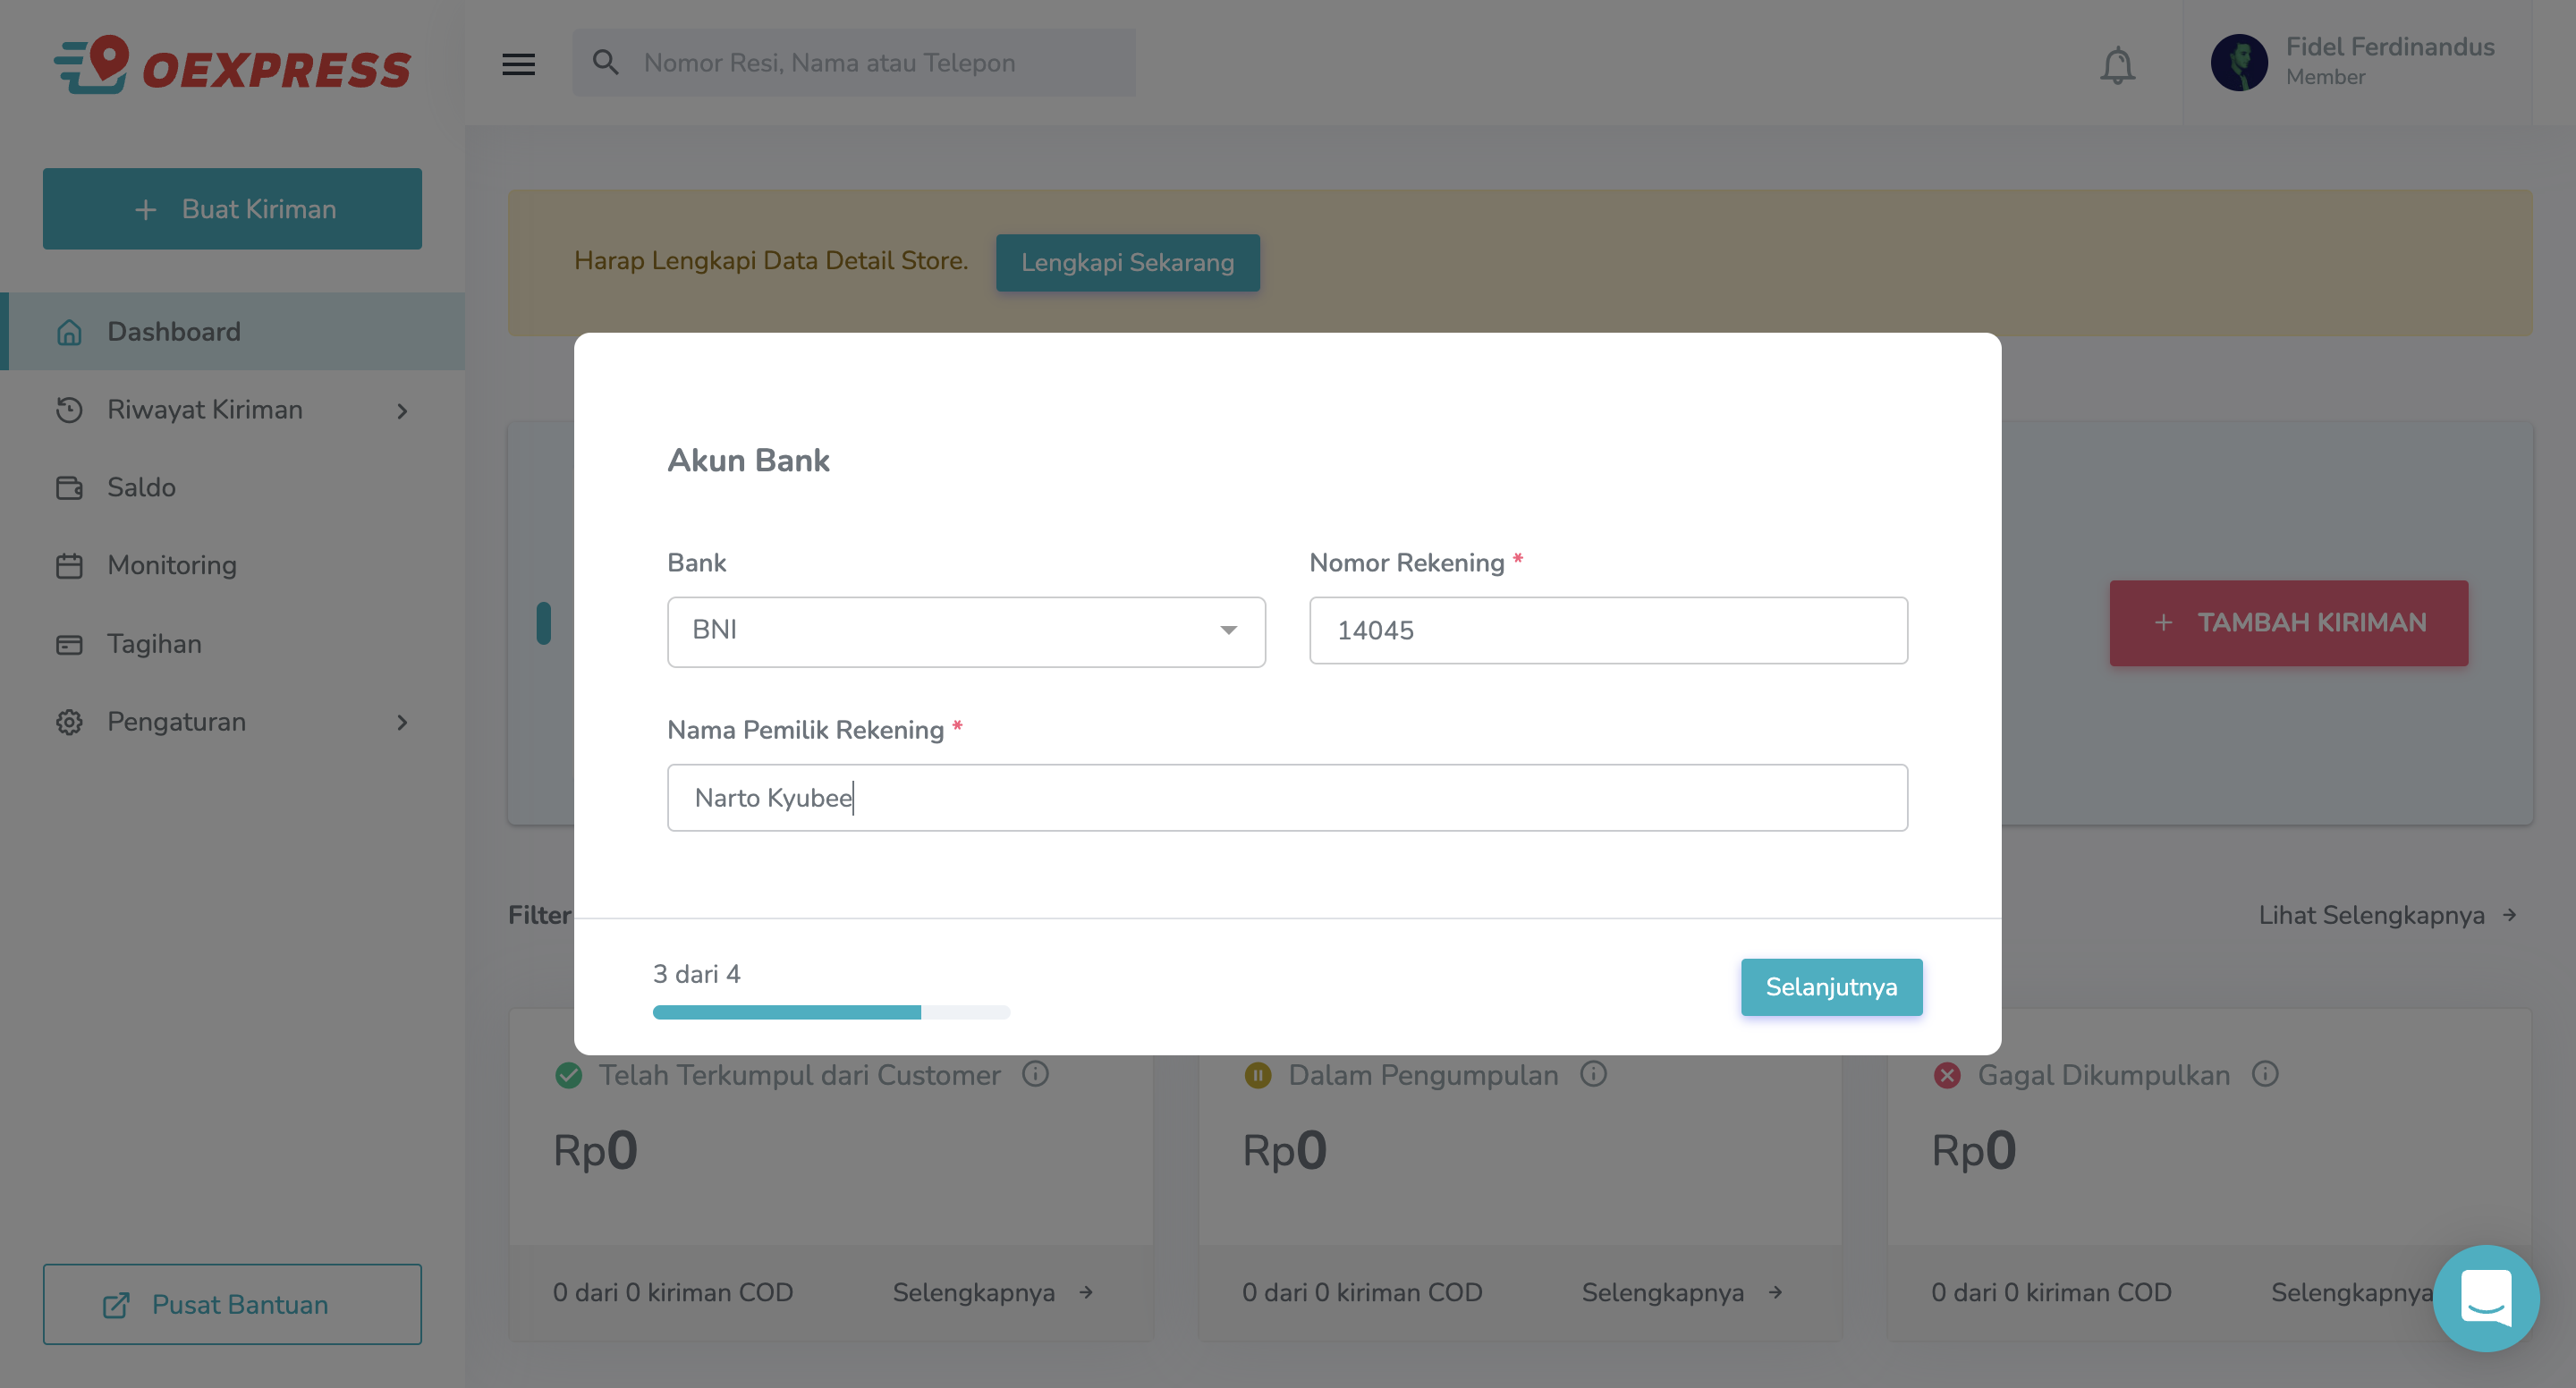 OEXPRESS
Nomor Resi, Nama atau Telepon
Fidel Ferdinandus
Member
Buat Kiriman
Dashboard
Riwayat Kiriman
Saldo
Monitoring
Tagihan
Pengaturan
Pusat Bantuan
Harap Lengkapi Data Detail Store.
Lengkapi Sekarang
TAMBAH KIRIMAN
Akun Bank
Bank
BNI
Nomor Rekening *
14045
Nama Pemilik Rekening *
Narto Kyubee
3 dari 4
Selanjutnya
Filter
Lihat Selengkapnya
Telah Terkumpul dari Customer
Rp0
0 dari 0 kiriman COD
Selengkapnya
Dalam Pengumpulan
Rp0
0 dari 0 kiriman COD
Selengkapnya
Gagal Dikumpulkan
Rp0
0 dari 0 kiriman COD
Selengkapnya